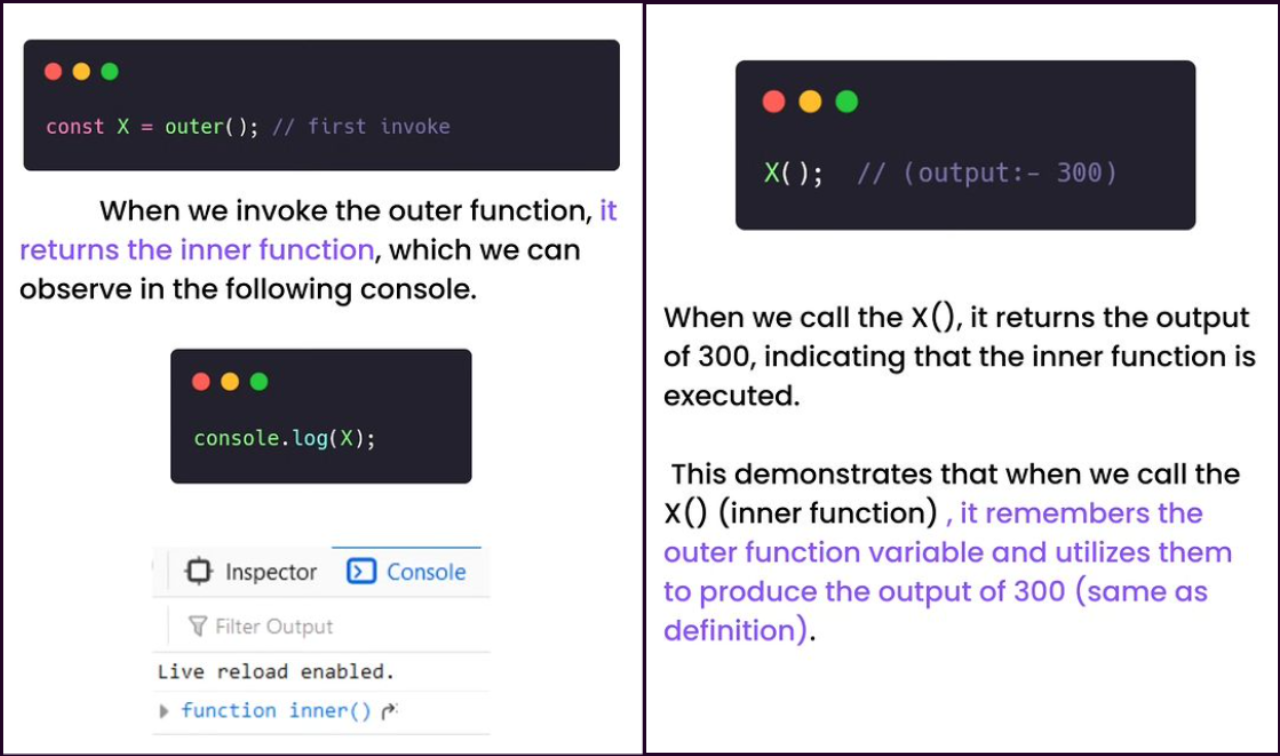 const X = outer(); // first invoke
When we invoke the outer function, it
returns the inner function, which we can
observe in the following console.
console.log(X);
Inspector Console
Filter Output
Live reload enabled.
function inner()
X(); // (output:- 300)
When we call the X(), it returns the output
of 300, indicating that the inner function is
executed.
This demonstrates that when we call the
X() (inner function) , it remembers the
outer function variable and utilizes them
to produce the output of 300 (same as
definition).